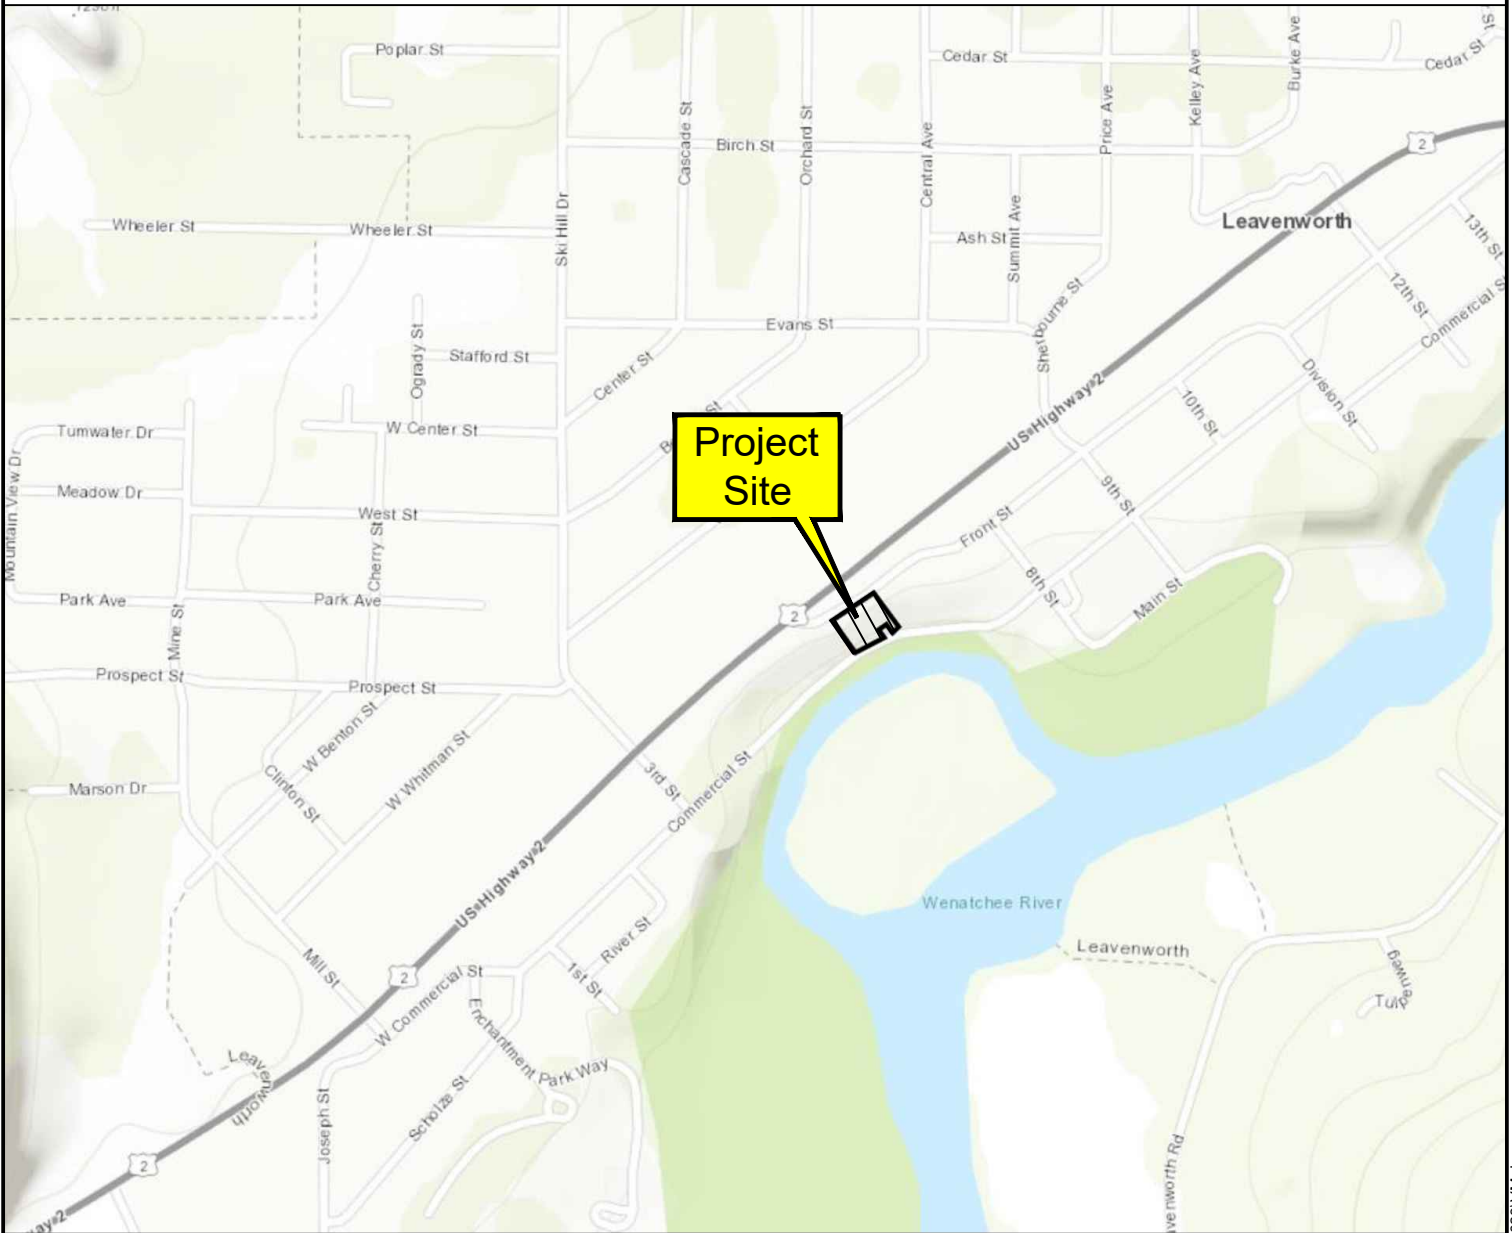 Poplar St
Cedar St
Cedar St
Burke Ave
Kelley Ave
Price Ave
Cascade St
Orchard St
Central Ave
Birch St
2
Wheeler St
Wheeler St
Ski Hill Dr
Ash St
Summit Ave
Leavenworth
13th St
12th St
Commercial S
Sherbourne St
Evans St
Ogrady St
Stafford St
Center St
US Highway 2
Division St
10th St
Tumwater Dr
W Center St
Project
Site
Mountain View Dr
Meadow Dr
West St
Cherry St
9th St
Front St
8th St
Main St
Park Ave
Park Ave
2
Mine St
Prospect St
Prospect St
W Benton St
W Whitman St
Clinton St
Marson Dr
3rd St
Commercial St
US Highway 2
Wenatchee River
River St
1st St
Mill St
2
W Commercial St
Leavenworth
Tulpenweg
Enchantment Park Way
Leavenworth
Joseph St
Scholze St
2
venworth Rd
way 2